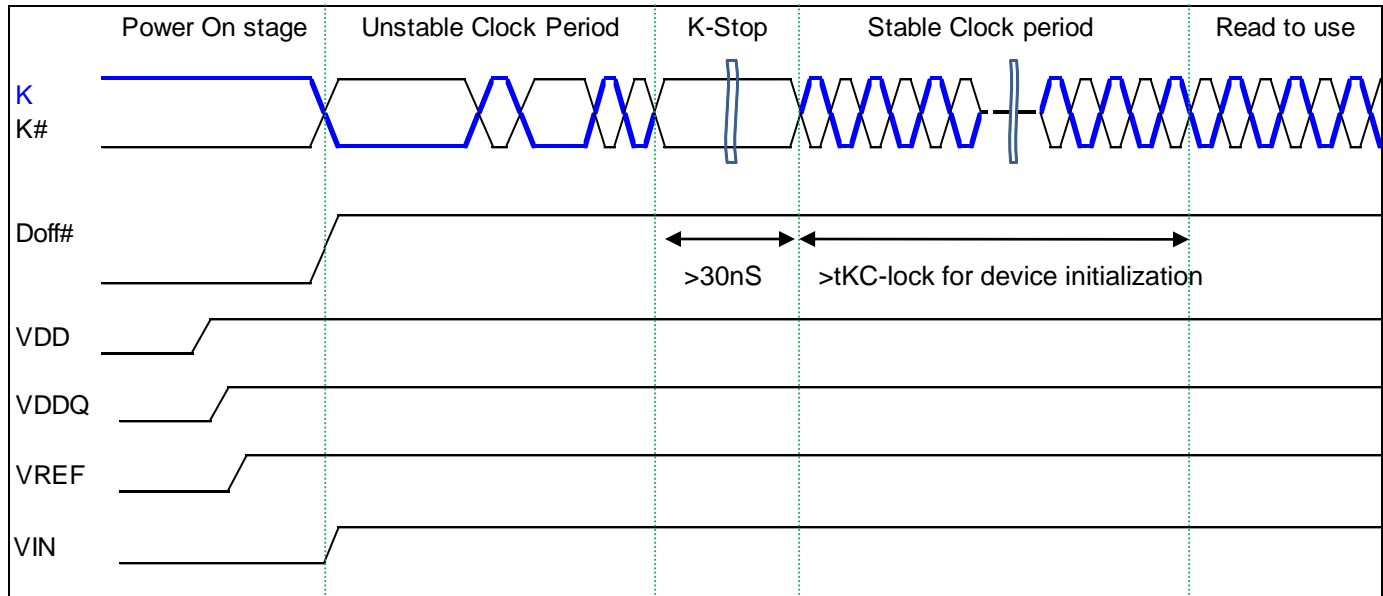 Power On stage
Unstable Clock Period
K-Stop
Stable Clock period
Read to use
K
K#
Doff#
>30nS
>tKC-lock for device initialization
VDD
VDDQ
VREF
VIN